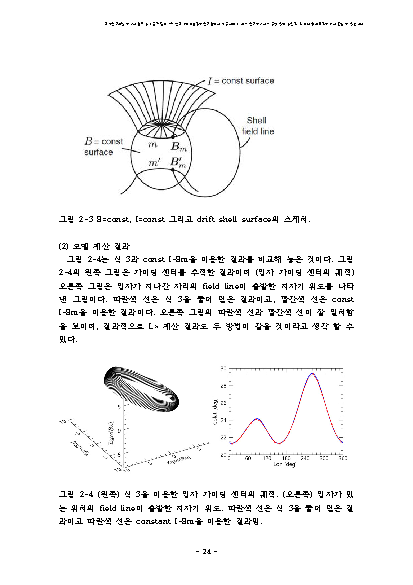 I = const surface
Shell
field line
B = const
surface
m
B_m
m′
B′_m
그림 2-3 B=const, I=const 그리고 drift shell surface의 스케치.
(2) 모델 계산 결과
그림 2-4는 식 3과 const I-Bm을 이용한 결과를 비교해 놓은 것이다. 그림
2-4의 왼쪽 그림은 가이딩 센터를 추적한 결과이며 (입자 가이딩 센터의 궤적)
오른쪽 그림은 입자가 지나간 자리의 field line이 출발한 자기 위도를 나타
낸 그림이다. 파란색 선은 식 3을 풀어 얻은 결과이고, 빨간색 선은 const
I-Bm을 이용한 결과이다. 오른쪽 그림의 파란색 선과 빨간색 선이 잘 일치함
을 보이며, 결과적으로 L* 계산 결과도 두 방법이 같을 것이라고 생각 할 수
있다.
Lon [deg]
0 60 120 180 240 300 360
그림 2-4 (왼쪽) 식 3을 이용한 입자 가이딩 센터의 궤적. (오른쪽) 입자가 있
는 위치의 field line이 출발한 자기 위도. 파란색 선은 식 3을 풀어 얻은 결
과이고 파란색 선은 constant I-Bm을 이용한 결과임.
- 24 -